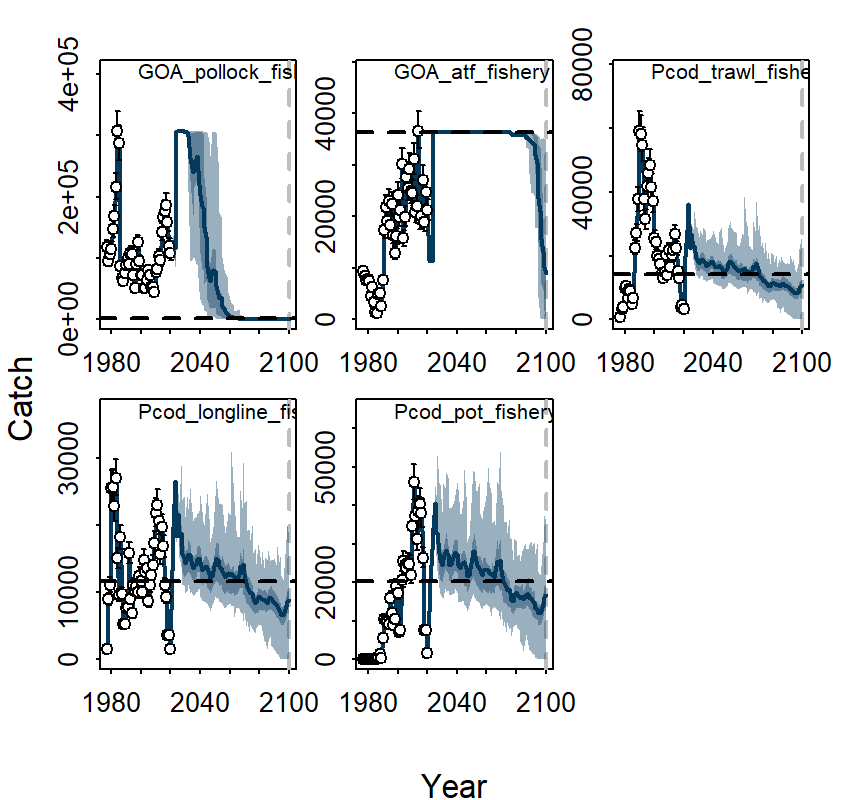 GOA_pollock_fis
GOA_atf_fishery
Pcod_trawl_fishe
0e+00 2e+05 4e+05
0 20000 40000
0 40000 80000
1980 2040 2100
1980 2040 2100
1980 2040 2100
Catch
Pcod_longline_fis
Pcod_pot_fishery
0 10000 30000
0 20000 50000
1980 2040 2100
1980 2040 2100
Year